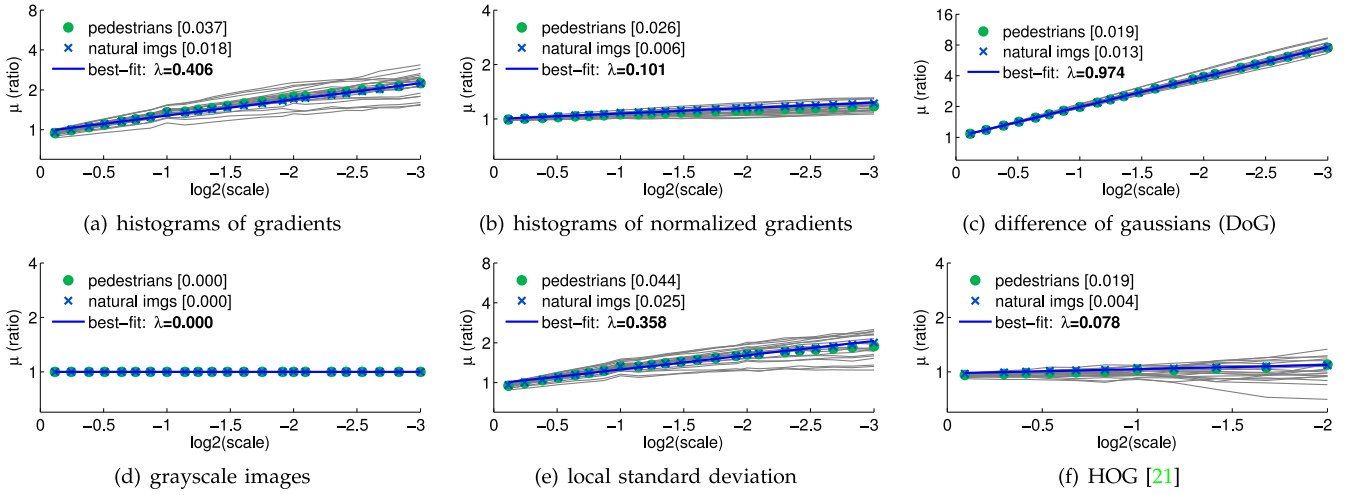 8
4
2
1
μ (ratio)
pedestrians [0.037]
natural imgs [0.018]
best−fit: λ=0.406
0 −0.5 −1 −1.5 −2 −2.5 −3
log2(scale)
(a) histograms of gradients
4
2
1
μ (ratio)
pedestrians [0.026]
natural imgs [0.006]
best−fit: λ=0.101
0 −0.5 −1 −1.5 −2 −2.5 −3
log2(scale)
(b) histograms of normalized gradients
16
8
4
2
1
μ (ratio)
pedestrians [0.019]
natural imgs [0.013]
best−fit: λ=0.974
0 −0.5 −1 −1.5 −2 −2.5 −3
log2(scale)
(c) difference of gaussians (DoG)
4
2
1
μ (ratio)
pedestrians [0.000]
natural imgs [0.000]
best−fit: λ=0.000
0 −0.5 −1 −1.5 −2 −2.5 −3
log2(scale)
(d) grayscale images
8
4
2
1
μ (ratio)
pedestrians [0.044]
natural imgs [0.025]
best−fit: λ=0.358
0 −0.5 −1 −1.5 −2 −2.5 −3
log2(scale)
(e) local standard deviation
4
2
1
μ (ratio)
pedestrians [0.019]
natural imgs [0.004]
best−fit: λ=0.078
0 −0.5 −1 −1.5 −2
log2(scale)
(f) HOG [21]